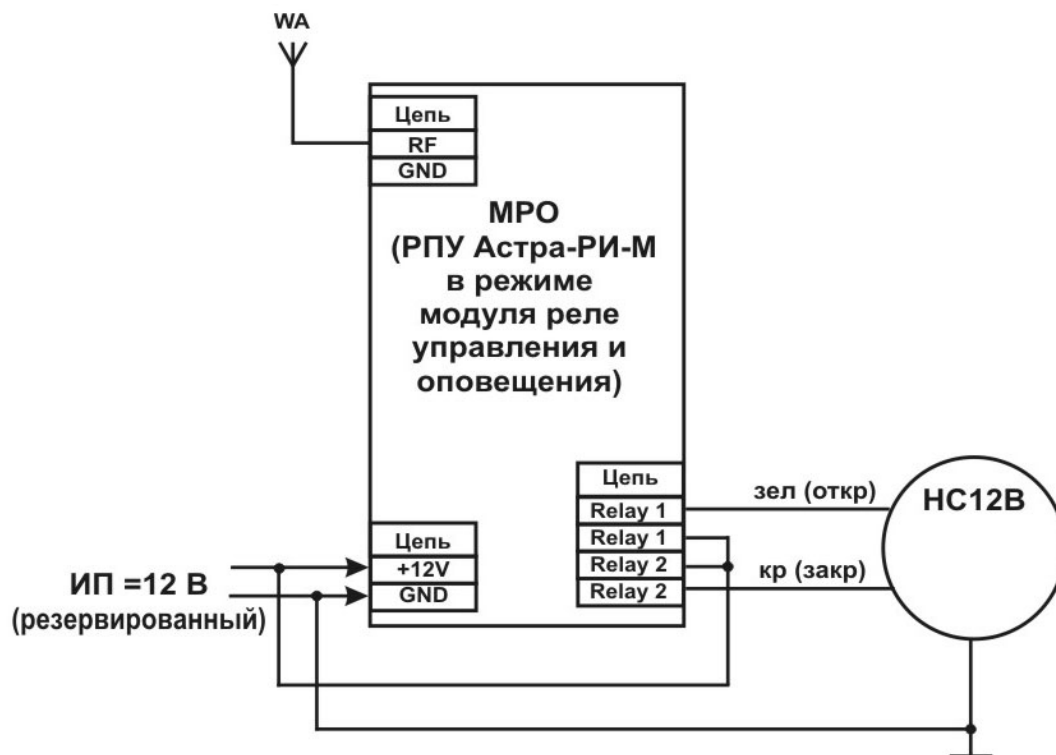 WA
Цепь
RF
GND
МРО
(РПУ Астра-РИ-М
в режиме
модуля реле
управления и
оповещения)
Цепь
Relay 1
Relay 1
Relay 2
Relay 2
зел (откр)
кр (закр)
НС12В
Цепь
+12V
GND
ИП =12 В
(резервированный)